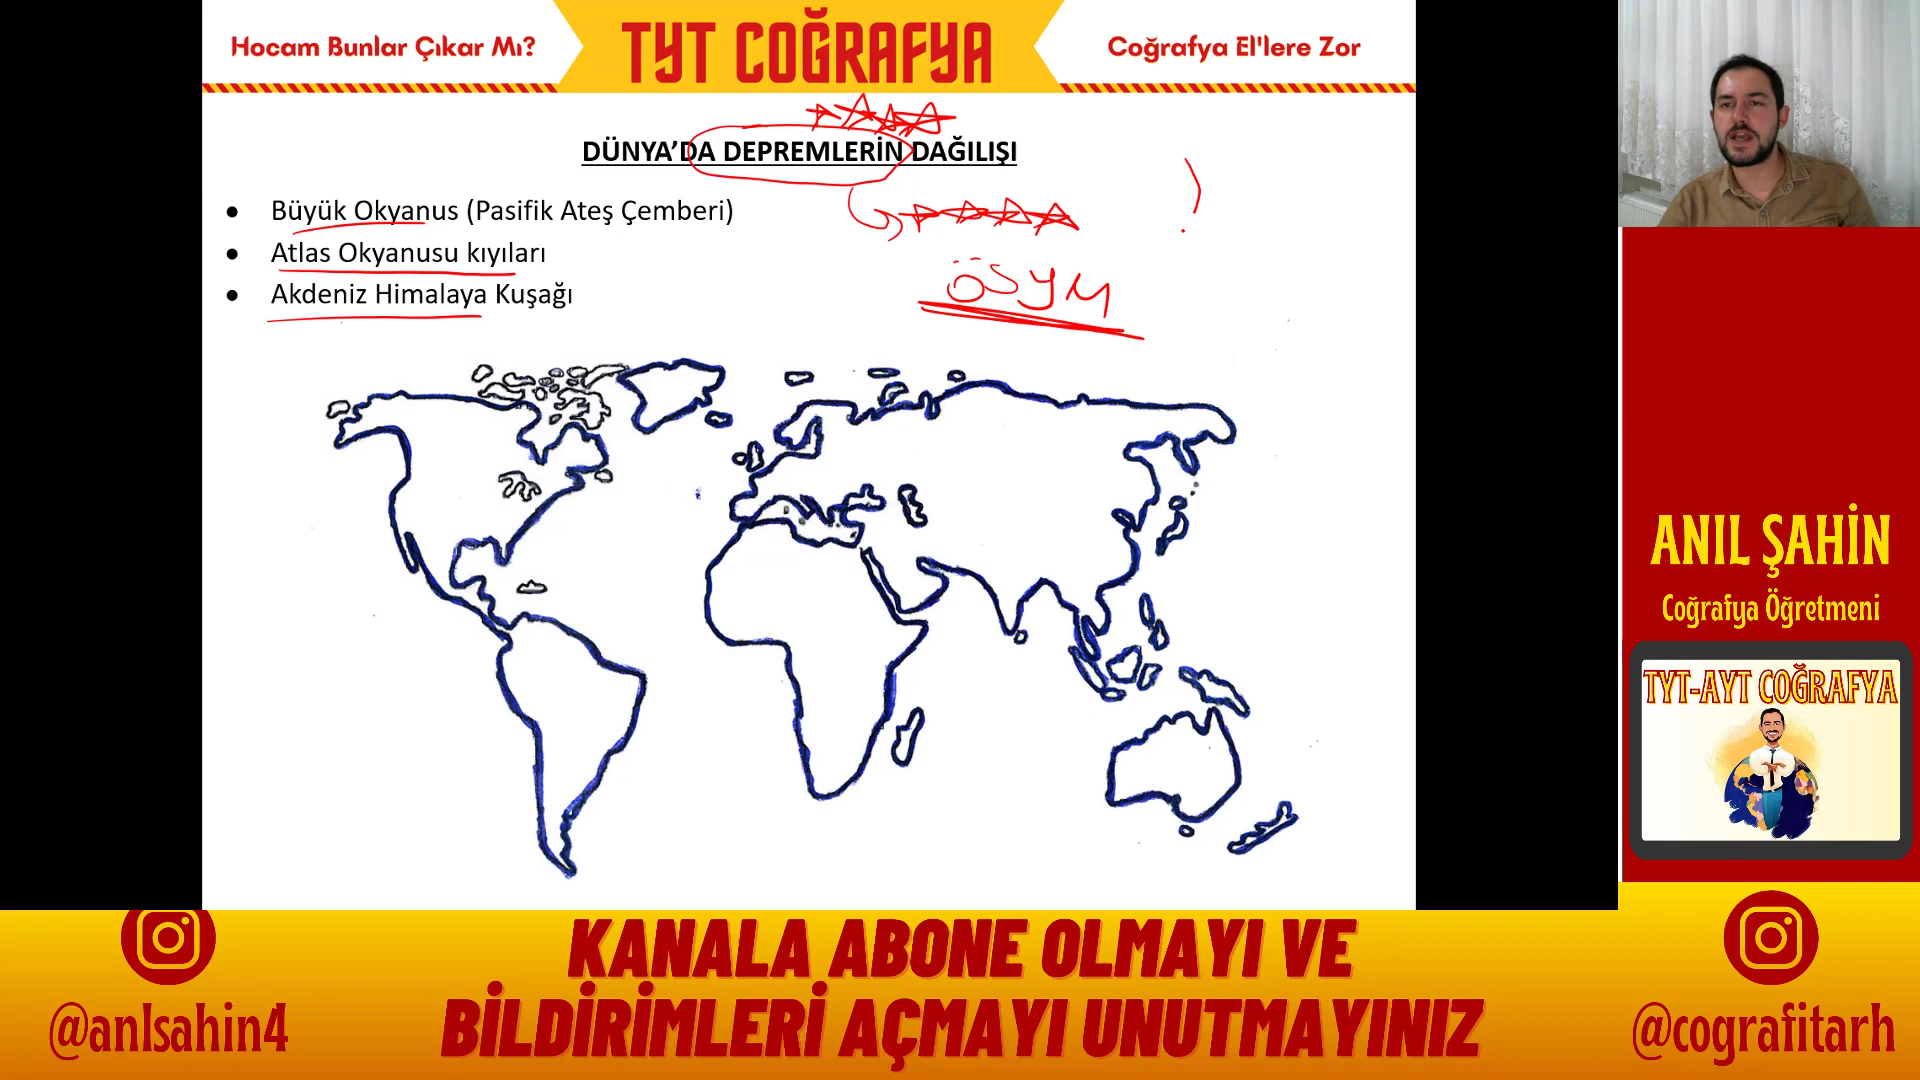 Hocam Bunlar Çıkar Mı?
TYT COĞRAFYA
Coğrafya El'lere Zor
DÜNYA'DA DEPREMLERİN DAĞILIŞI
Büyük Okyanus (Pasifik Ateş Çemberi)
Atlas Okyanusu kıyıları
Akdeniz Himalaya Kuşağı
ÖSYM
ANIL ŞAHİN
Coğrafya Öğretmeni
TYT-AYT COĞRAFYA
KANALA ABONE OLMAYI VE
BİLDİRİMLERİ AÇMAYI UNUTMAYINIZ
@anlsahin4
@cografitarh